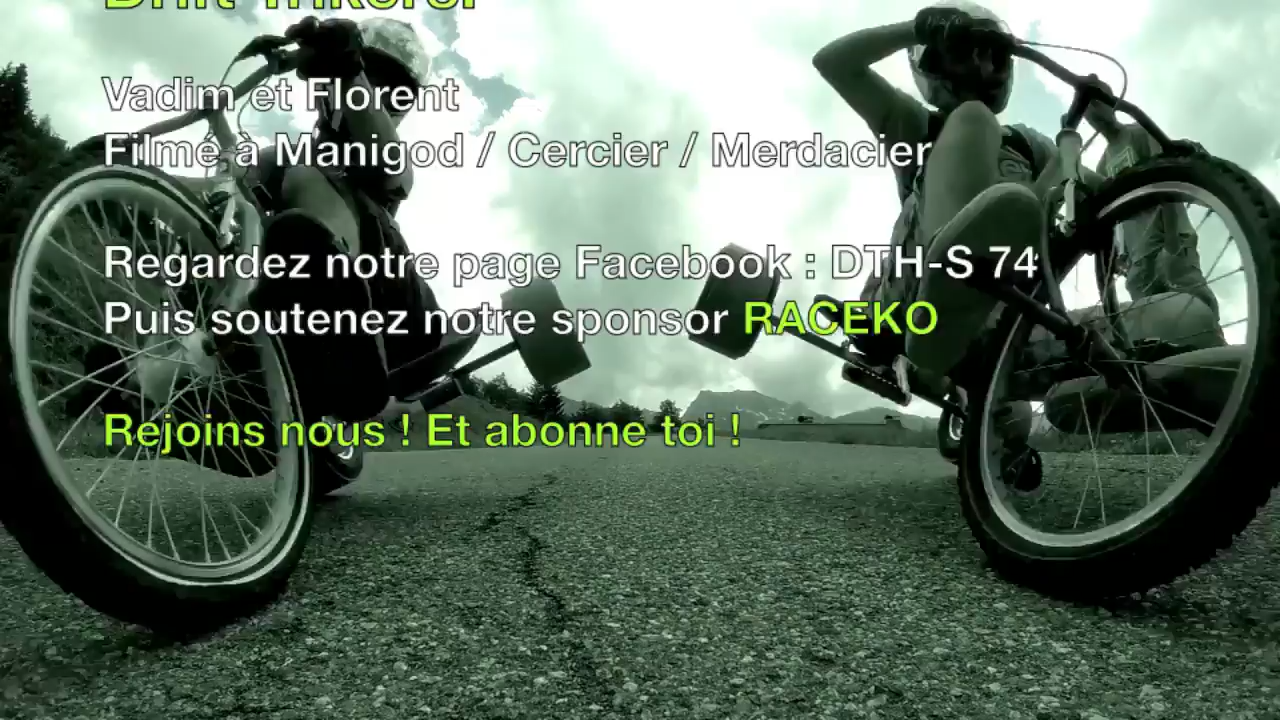 Vadim et Florent
Filmé à Manigod / Cercier / Merdacier
Regardez notre page Facebook : DTH-S 74
Puis soutenez notre sponsor RACEKO
Rejoins nous ! Et abonne toi !